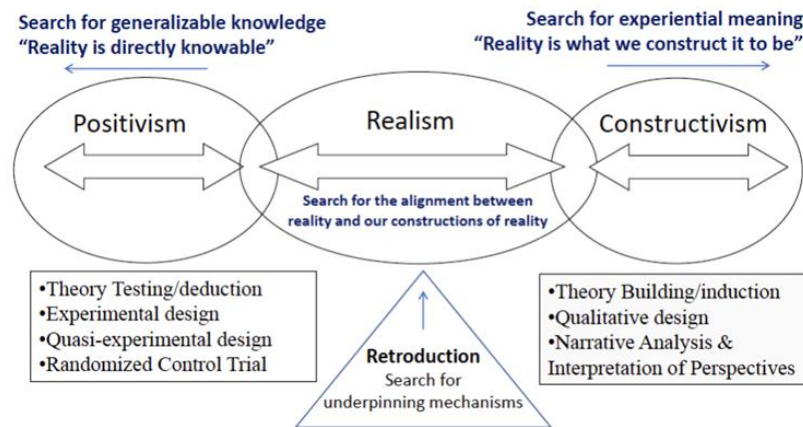 Search for generalizable knowledge
“Reality is directly knowable”
Search for experiential meaning
“Reality is what we construct it to be”
Positivism
Realism
Constructivism
Search for the alignment between
reality and our constructions of reality
•Theory Testing/deduction
•Experimental design
•Quasi-experimental design
•Randomized Control Trial
Retroduction
Search for
underpinning mechanisms
•Theory Building/induction
•Qualitative design
•Narrative Analysis &
Interpretation of Perspectives